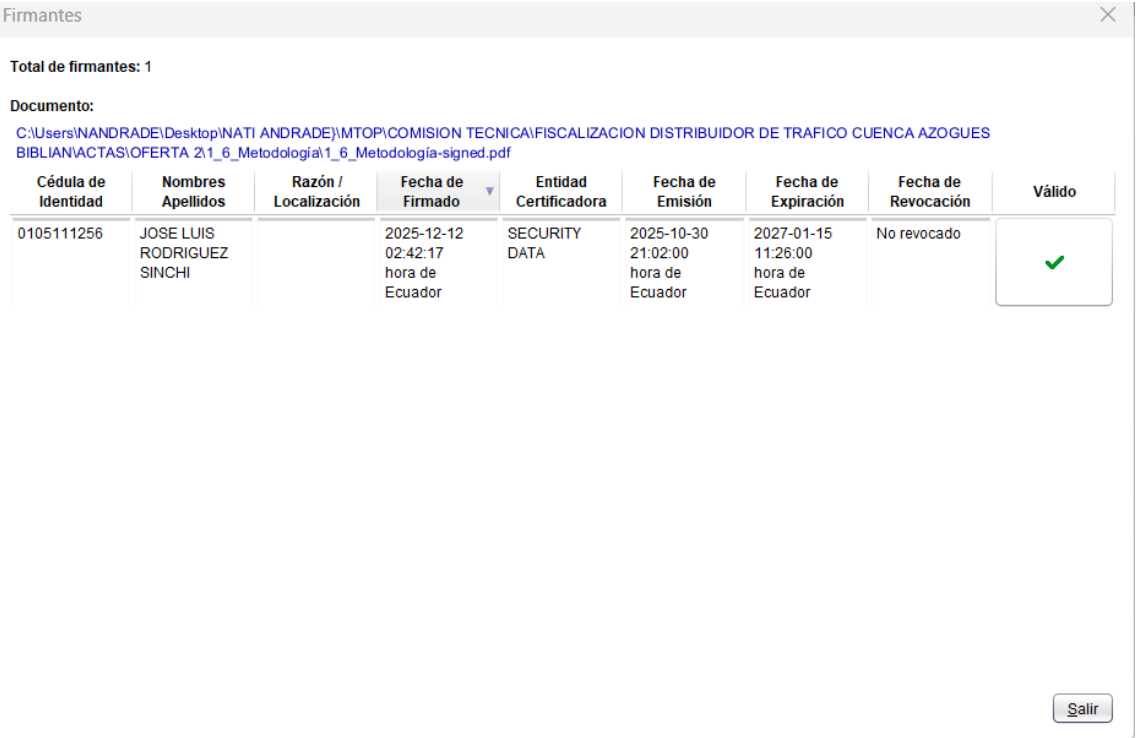 Firmantes
Total de firmantes: 1
Documento:
C:\Users\NANDRADE\Desktop\NATI ANDRADE}\MTOP\COMISION TECNICA\FISCALIZACION DISTRIBUIDOR DE TRAFICO CUENCA AZOGUES
BIBLIAN\ACTAS\OFERTA 2\1_6_Metodología\1_6_Metodología-signed.pdf
Cédula de Identidad Nombres Apellidos Razón / Localización Fecha de Firmado Entidad Certificadora Fecha de Emisión Fecha de Expiración Fecha de Revocación Válido
0105111256 JOSE LUIS SECURITY 2025-12-12 2025-10-30 2027-01-15 No revocado
RODRIGUEZ 02:42:17 DATA 21:02:00 11:26:00
SINCHI hora de hora de hora de
Ecuador Ecuador Ecuador
Salir